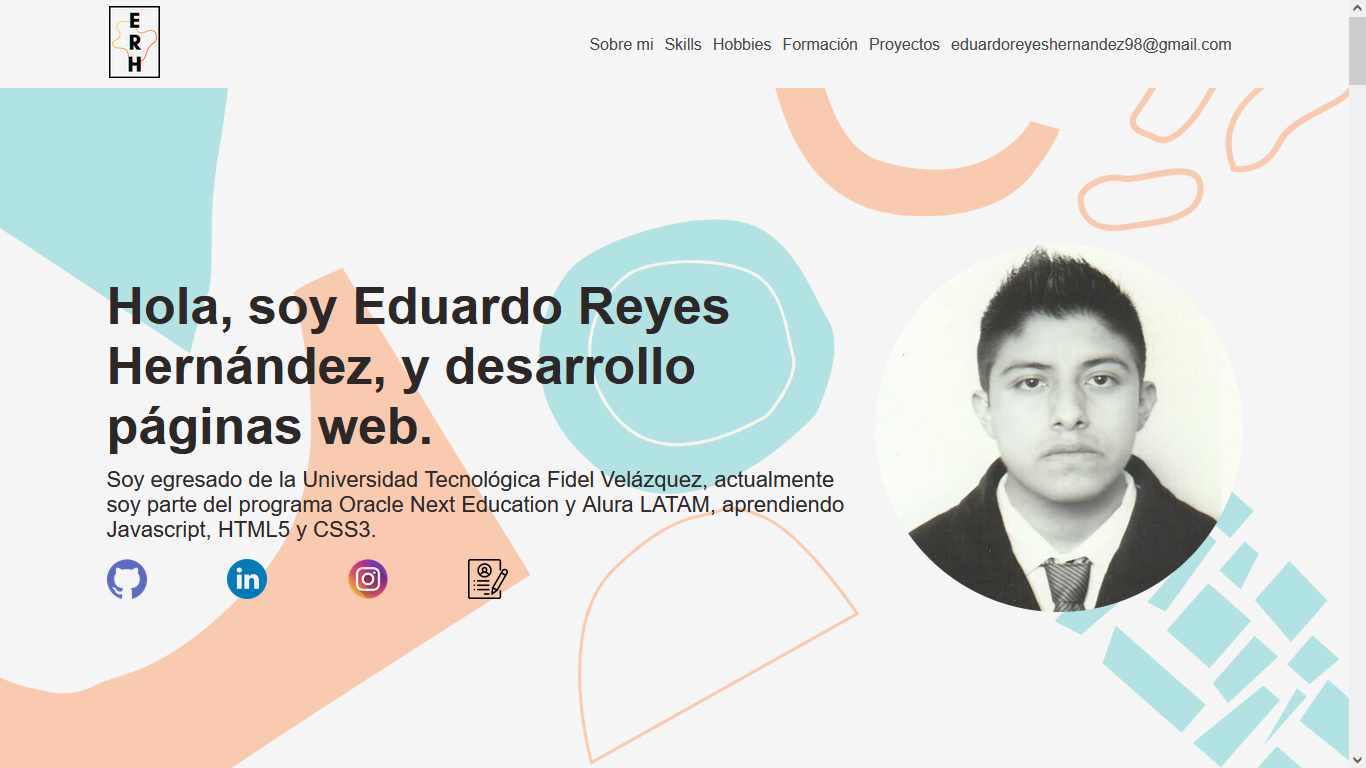 E
R
H
Sobre mi Skills Hobbies Formación Proyectos eduardoreyeshernandez98@gmail.com
Hola, soy Eduardo Reyes
Hernández, y desarrollo
páginas web.
Soy egresado de la Universidad Tecnológica Fidel Velázquez, actualmente
soy parte del programa Oracle Next Education y Alura LATAM, aprendiendo
Javascript, HTML5 y CSS3.
in